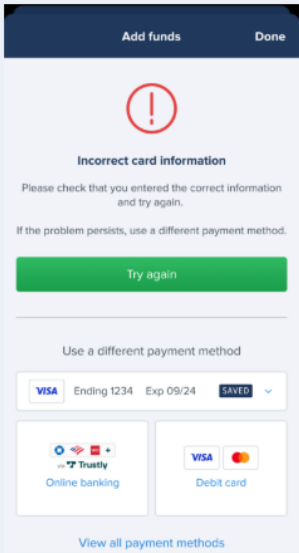 Add funds Done
Incorrect card information
Please check that you entered the correct information
and try again.
If the problem persists, use a different payment method.
Try again
Use a different payment method
VISA Ending 1234 Exp 09/24 SAVED
Trustly
VISA
Online banking
Debit card
View all payment methods